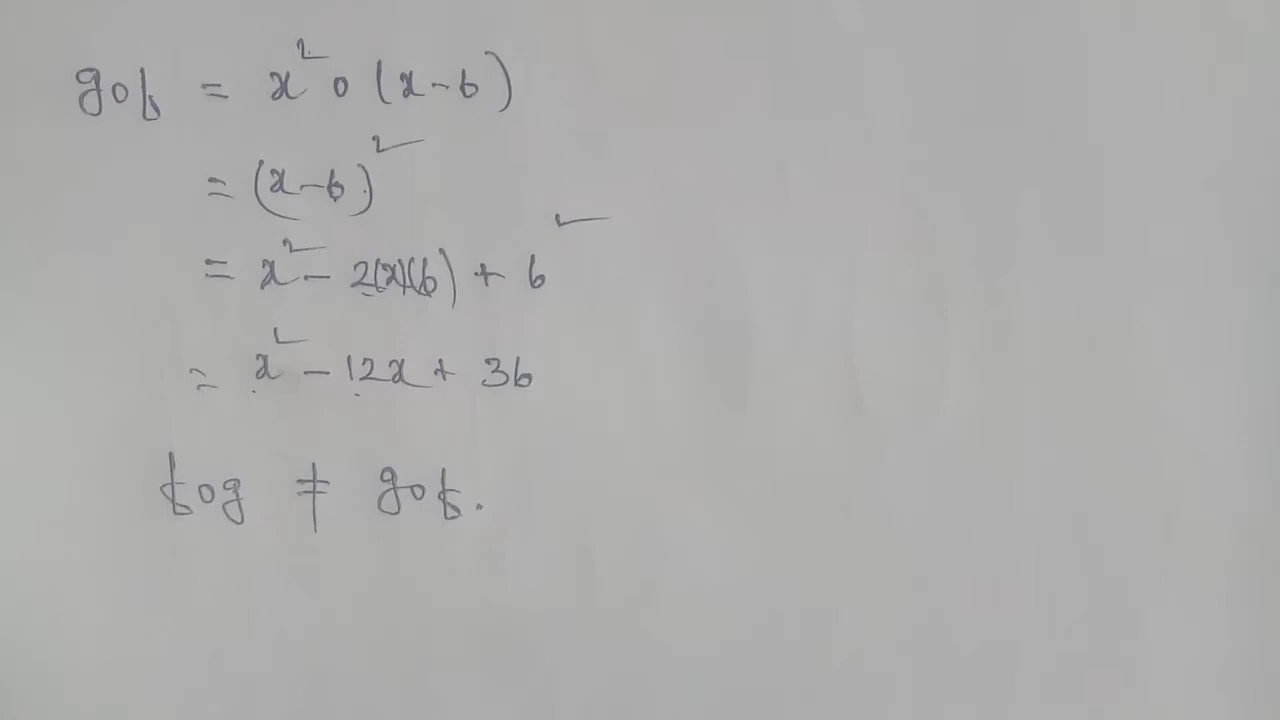 gof = x² o (x-6)
= (x-6)²
= x² - 2(x)(6) + 6²
= x² - 12x + 36
fog ≠ gof.